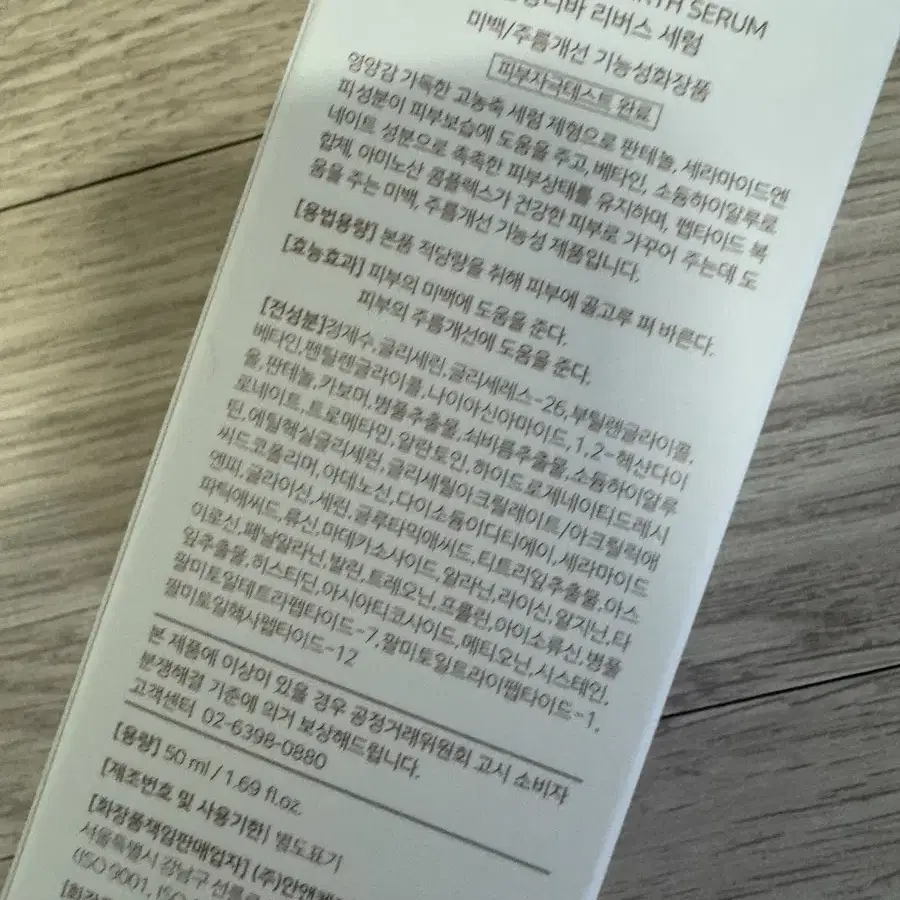 SERUM
리버스 세럼
미백/주름개선 기능성화장품
피부자극테스트 완료
영양감 가득한 고농축 세럼 제형으로 판테놀, 세라마이드엔
피성분이 피부보습에 도움을 주고, 베타인, 소듐하이알루로
네이트 성분으로 촉촉한 피부상태를 유지하며, 펩타이드 복
합체, 아미노산 콤플렉스가 건강한 피부로 가꾸어 주는데 도
움을 주는 미백, 주름개선 기능성 제품입니다.
[용법용량] 본품 적당량을 취해 피부에 골고루 펴 바른다.
[효능효과] 피부의 미백에 도움을 준다.
피부의 주름개선에 도움을 준다.
[전성분]정제수,글리세린,글리세레스-26,부틸렌글라이콜,
베타인,펜틸렌글라이콜,나이아신아마이드,1,2-헥산다이
올,판테놀,카보머,병풀추출물,쇠비름추출물,소듐하이알루
로네이트,트로메타민,알란토인,하이드로제네이티드레시
틴,에틸헥실글리세린,글리세릴아크릴레이트/아크릴릭애
씨드코폴리머,아데노신,다이소듐이디티에이,세라마이드
엔피,글라이신,세린,글루타믹애씨드,티트리잎추출물,아스
파틱애씨드,류신,마데카소사이드,알라닌,라이신,알지닌,타
이로신,페닐알라닌,발린,트레오닌,프롤린,아이소류신,병풀
잎추출물,히스티딘,아시아티코사이드,메티오닌,시스테인,
팔미토일테트라펩타이드-7,팔미토일트라이펩타이드-1,
팔미토일헥사펩타이드-12
본 제품에 이상이 있을 경우 공정거래위원회 고시 소비자
분쟁해결 기준에 의거 보상해드립니다.
고객센터 02-6398-0880
[용량] 50 ml / 1.69 fl.oz.
[제조번호 및 사용기한] 별도표기
[화장품책임판매업자] (주)안앤
서울특별시 강남구 선릉로
(ISO 9001, ISO